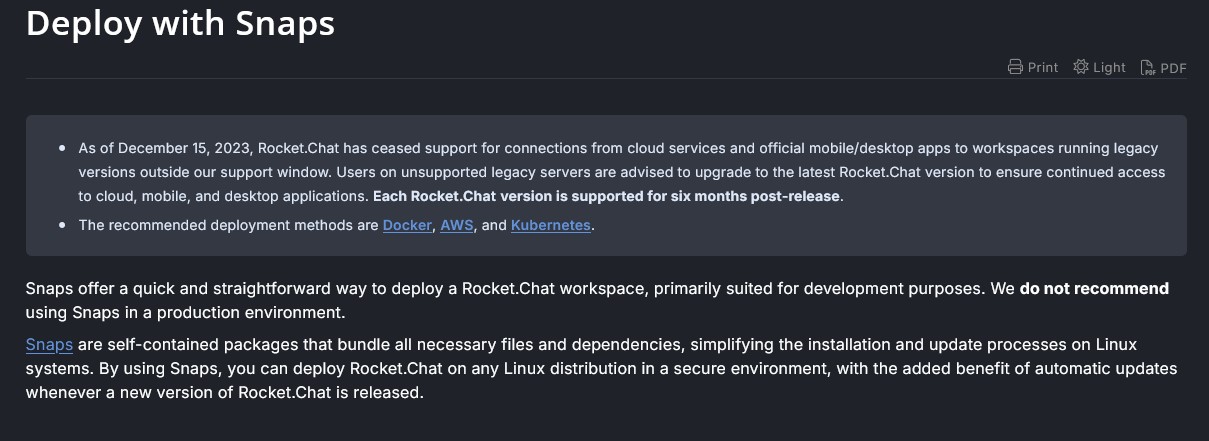 Deploy with Snaps
Print Light PDF
• As of December 15, 2023, Rocket.Chat has ceased support for connections from cloud services and official mobile/desktop apps to workspaces running legacy
versions outside our support window. Users on unsupported legacy servers are advised to upgrade to the latest Rocket.Chat version to ensure continued access
to cloud, mobile, and desktop applications. Each Rocket.Chat version is supported for six months post-release.
• The recommended deployment methods are Docker, AWS, and Kubernetes.
Snaps offer a quick and straightforward way to deploy a Rocket.Chat workspace, primarily suited for development purposes. We do not recommend
using Snaps in a production environment.
Snaps are self-contained packages that bundle all necessary files and dependencies, simplifying the installation and update processes on Linux
systems. By using Snaps, you can deploy Rocket.Chat on any Linux distribution in a secure environment, with the added benefit of automatic updates
whenever a new version of Rocket.Chat is released.